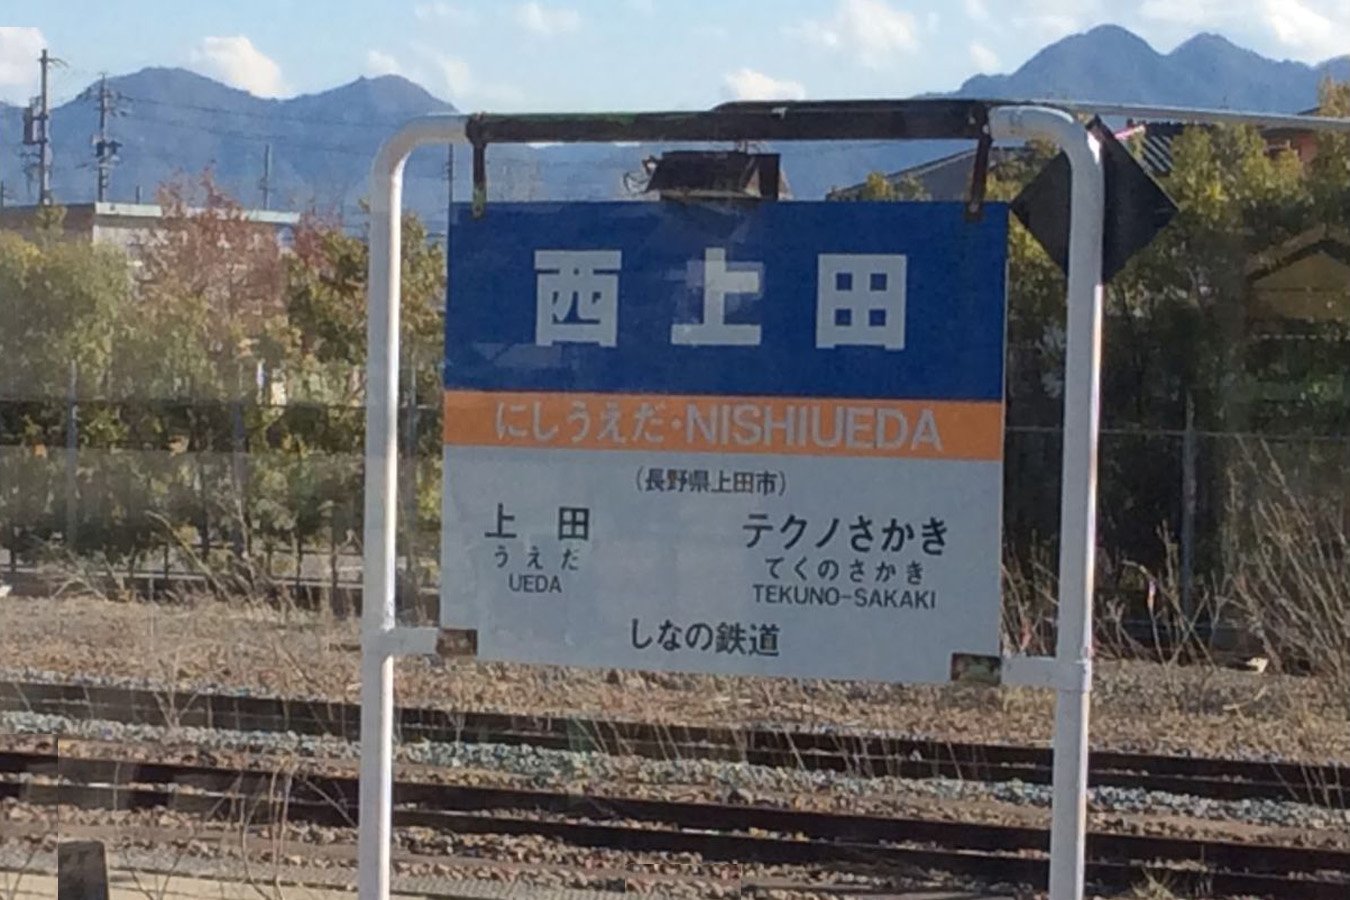 西上田
にしうえだ・NISHIUEDA
(長野県上田市)
上田 テクノさかき
うえだ てくのさかき
UEDA TEKUNO-SAKAKI
しなの鉄道